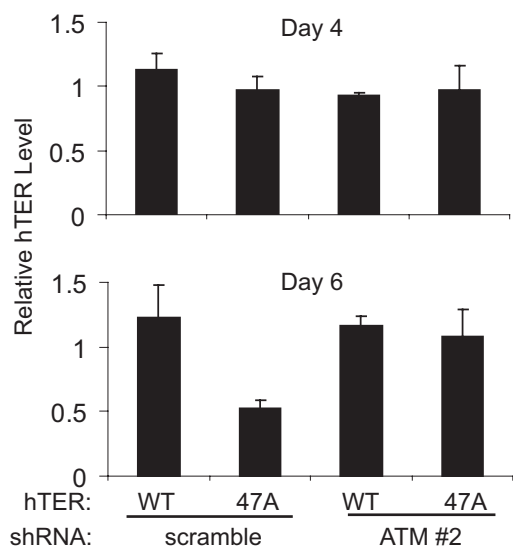 Relative hTER Level
Day 4
1.5
1
0.5
0
Day 6
1.5
1
0.5
0
hTER: WT 47A WT 47A
shRNA: scramble ATM #2